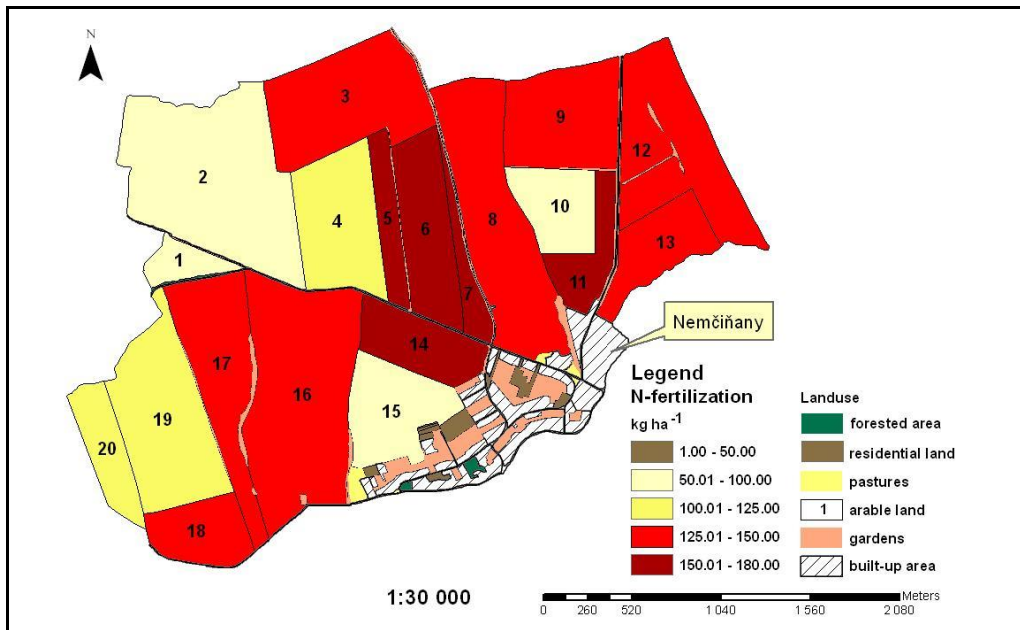 N
3
9
12
2
10
4
5
6
8
13
1
7
11
14
Nemčiňany
17
16
15
19
20
18
Legend
N-fertilization
kg ha -1
1.00 - 50.00
50.01 - 100.00
100.01 - 125.00
125.01 - 150.00
150.01 - 180.00
Landuse
forested area
residential land
pastures
1 arable land
gardens
built-up area
1:30 000
Meters
0 260 520 1 040 1 560 2 080